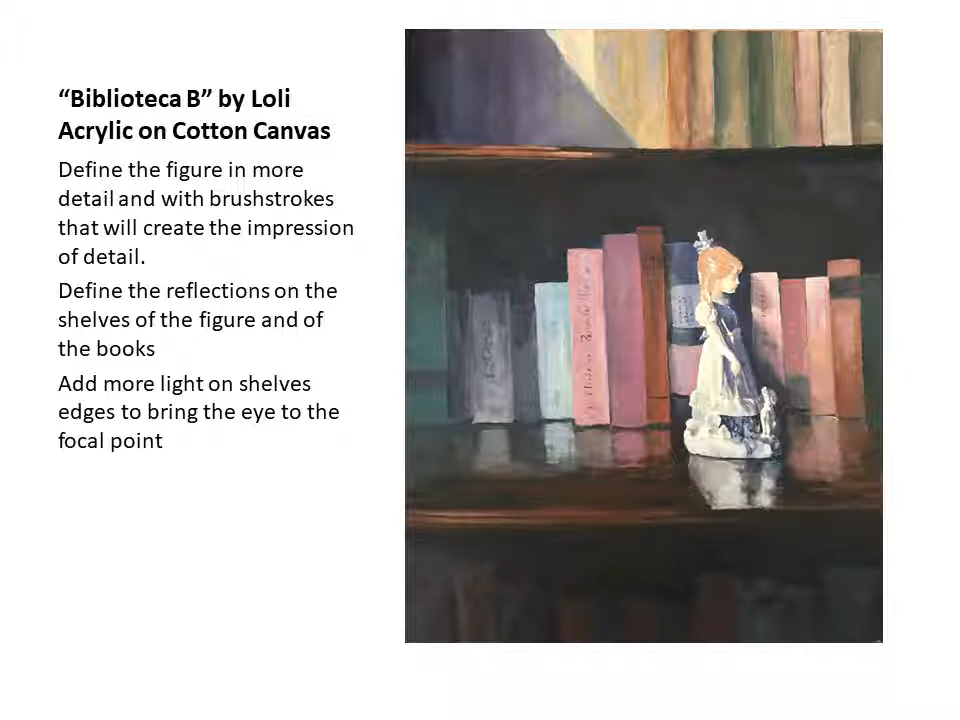 “Biblioteca B” by Loli
Acrylic on Cotton Canvas
Define the figure in more
detail and with brushstrokes
that will create the impression
of detail.
Define the reflections on the
shelves of the figure and of
the books
Add more light on shelves
edges to bring the eye to the
focal point